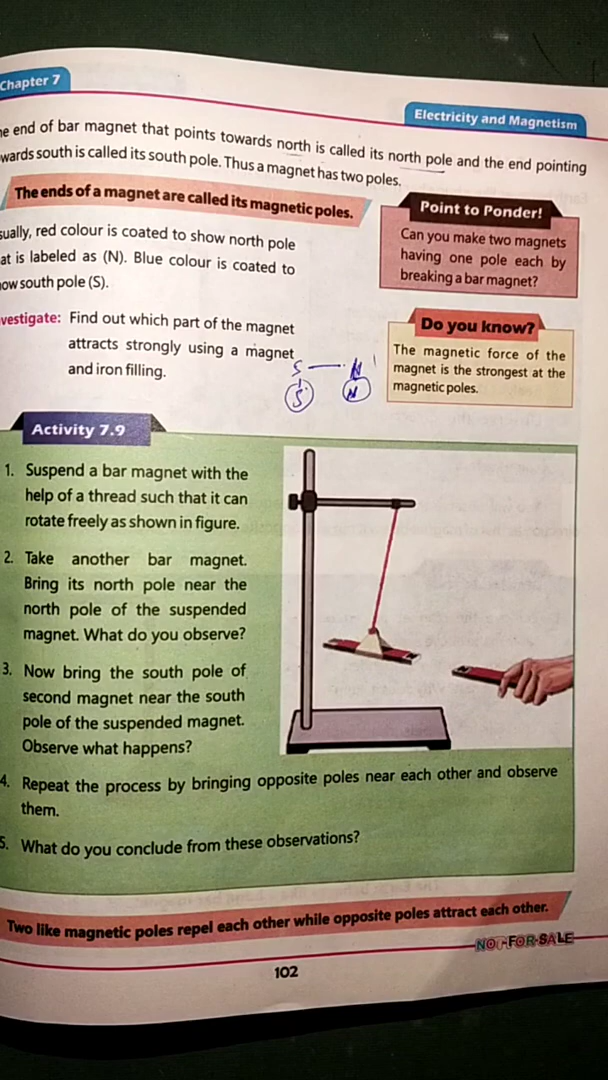 Chapter 7
Electricity and Magnetism
end of bar magnet that points towards north is called its north pole and the end pointing
wards south is called its south pole. Thus a magnet has two poles.
The ends of a magnet are called its magnetic poles.
sually, red colour is coated to show north pole
at is labeled as (N). Blue colour is coated to
ow south pole (S).
Point to Ponder!
Can you make two magnets
having one pole each by
breaking a bar magnet?
vestigate: Find out which part of the magnet
attracts strongly using a magnet
and iron filling.
S — N
S N
Do you know?
The magnetic force of the
magnet is the strongest at the
magnetic poles.
Activity 7.9
1. Suspend a bar magnet with the
help of a thread such that it can
rotate freely as shown in figure.
2. Take another bar magnet.
Bring its north pole near the
north pole of the suspended
magnet. What do you observe?
3. Now bring the south pole of
second magnet near the south
pole of the suspended magnet.
Observe what happens?
4. Repeat the process by bringing opposite poles near each other and observe
them.
5. What do you conclude from these observations?
Two like magnetic poles repel each other while opposite poles attract each other.
NOT FOR SALE
102